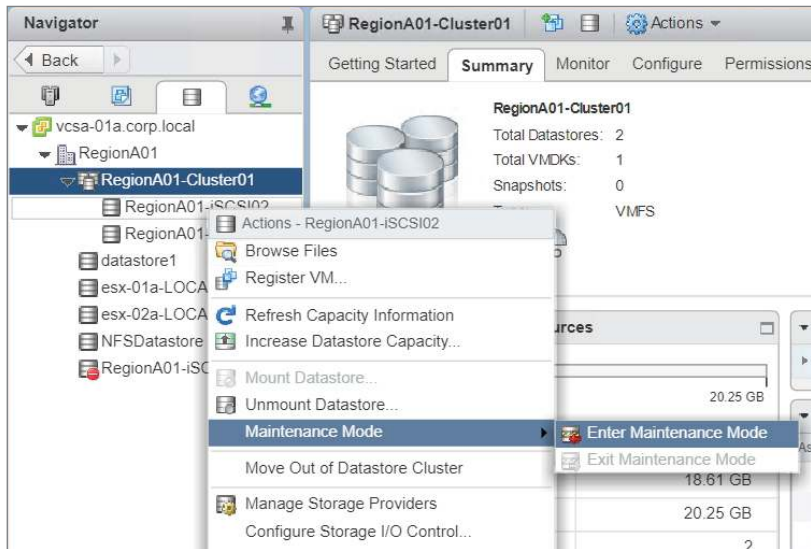 Navigator
RegionA01-Cluster01
Actions
Back
Getting Started
Summary
Monitor
Configure
Permissions
vcsa-01a.corp.local
RegionA01
RegionA01-Cluster01
RegionA01-iSCSI02
RegionA01-
datastore1
esx-01a-LOCA
esx-02a-LOCA
NFSDatastore
RegionA01-iSC
RegionA01-Cluster01
Total Datastores: 2
Total VMDKs: 1
Snapshots: 0
VMFS
Actions - RegionA01-iSCSI02
Browse Files
Register VM...
Refresh Capacity Information
Increase Datastore Capacity...
Mount Datastore...
Unmount Datastore...
Maintenance Mode
Move Out of Datastore Cluster
Manage Storage Providers
Configure Storage I/O Control...
Enter Maintenance Mode
Exit Maintenance Mode
urces
20.25 GB
18.61 GB
20.25 GB
2
As